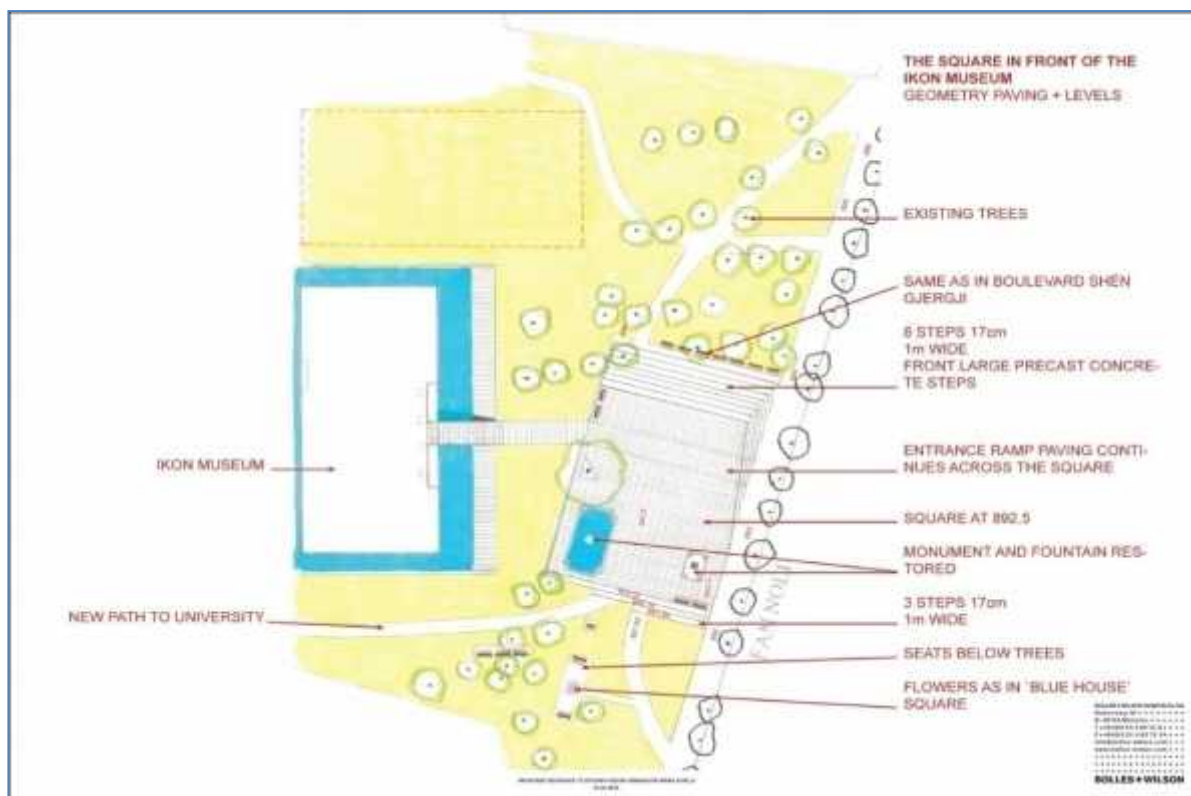 THE SQUARE IN FRONT OF THE
IKON MUSEUM
GEOMETRY PAVING + LEVELS
EXISTING TREES
SAME AS IN BOULEVARD SHËN
GJERGJI
6 STEPS 17cm
1m WIDE
FRONT LARGE PRECAST CONCRE-
TE STEPS
ENTRANCE RAMP PAVING CONTI-
NUES ACROSS THE SQUARE
IKON MUSEUM
SQUARE AT 892.5
MONUMENT AND FOUNTAIN RES-
TORED
NEW PATH TO UNIVERSITY
3 STEPS 17cm
1m WIDE
FAN NOLI
SEATS BELOW TREES
FLOWERS AS IN `BLUE HOUSE´
SQUARE
BOLLES+WILSON